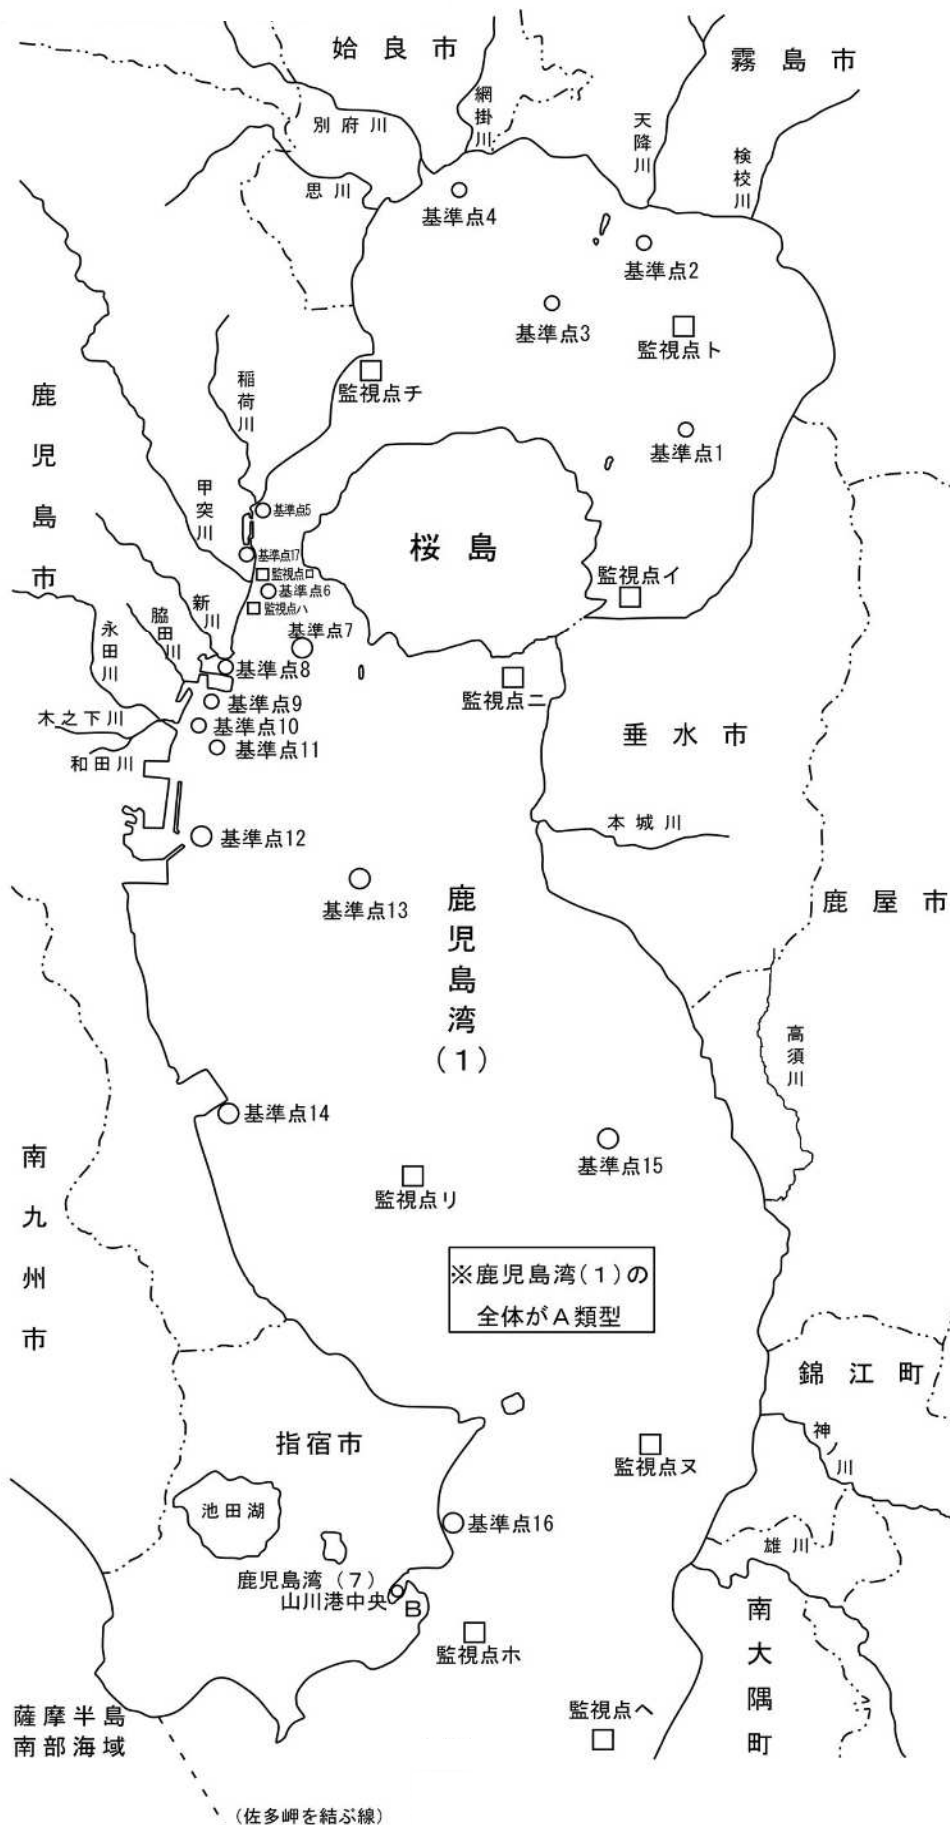 姶良市
霧島市
別府川
網掛川
天降川
検校川
思川
基準点4
基準点2
基準点3
監視点ト
監視点チ
稲荷川
鹿児島市
基準点1
甲突川
基準点5
桜島
基準点17
監視点ロ
監視点イ
基準点6
監視点ハ
新川
脇田川
永田川
基準点7
基準点8
監視点ニ
基準点9
木之下川
基準点10
基準点11
和田川
垂水市
本城川
基準点12
基準点13
鹿児島湾(1)
鹿屋市
高須川
基準点14
基準点15
南九州市
監視点リ
※鹿児島湾(1)の
全体がA類型
錦江町
指宿市
神ノ川
監視点ヌ
池田湖
基準点16
雄川
鹿児島湾(7)
山川港中央
B
南大隅町
監視点ホ
監視点ヘ
薩摩半島
南部海域
(佐多岬を結ぶ線)